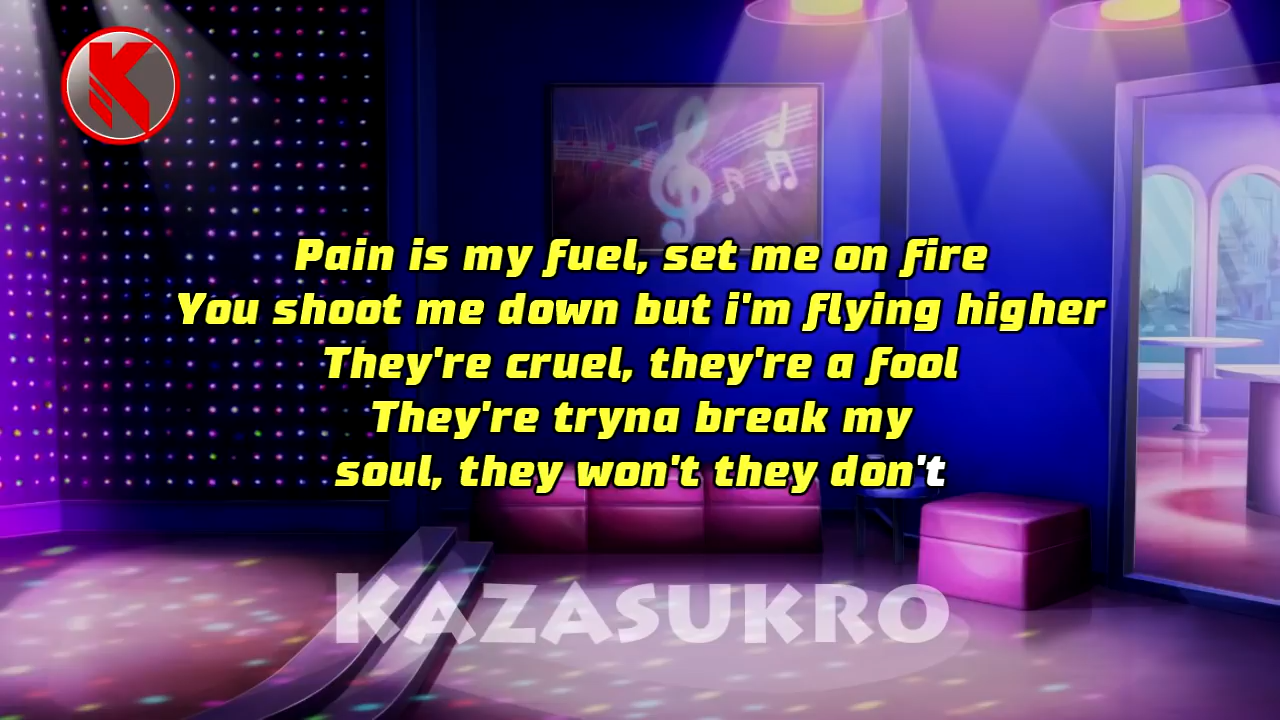 K
Pain is my fuel, set me on fire
You shoot me down but i'm flying higher
They're cruel, they're a fool
They're tryna break my
soul, they won't they don't
KAZASUKRO